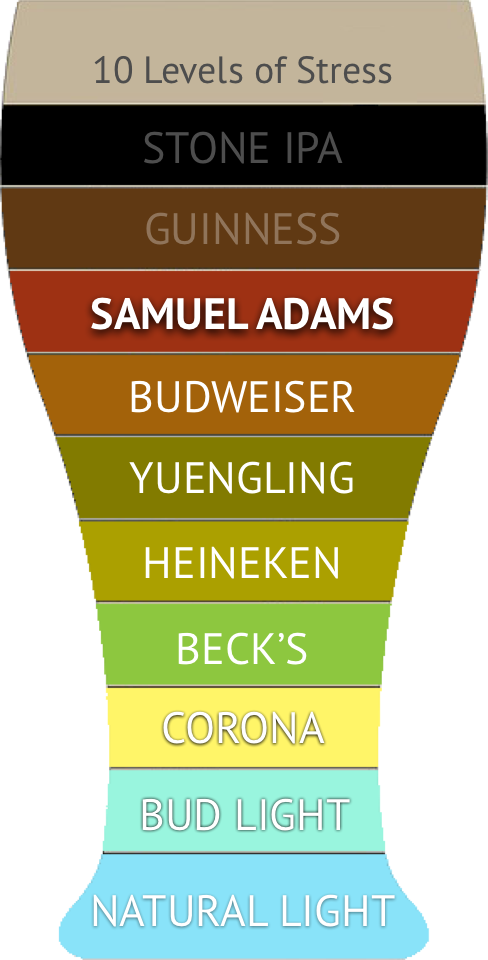 10 Levels of Stress
STONE IPA
GUINNESS
SAMUEL ADAMS
BUDWEISER
YUENGLING
HEINEKEN
BECK’S
CORONA
BUD LIGHT
NATURAL LIGHT